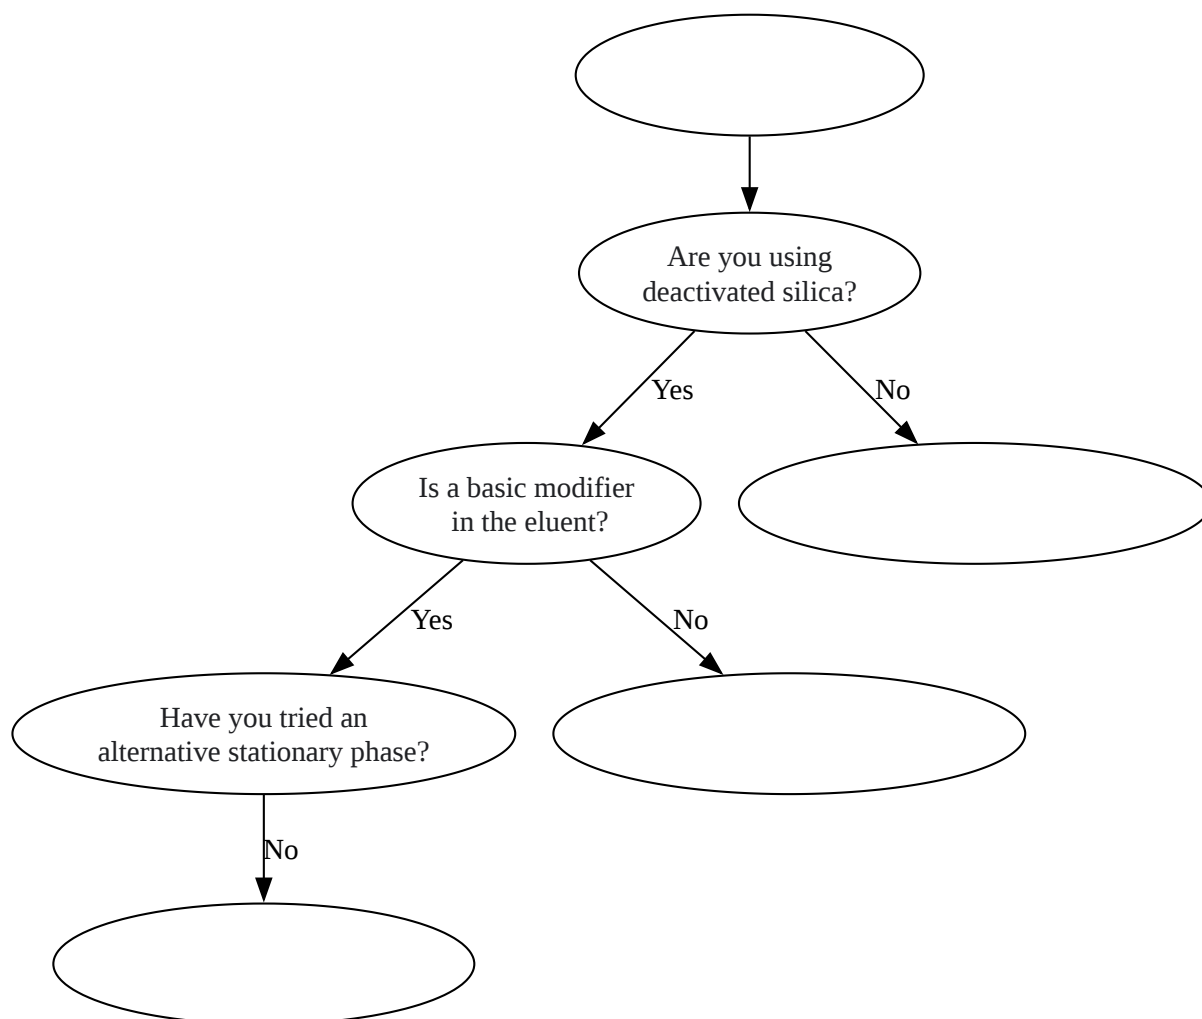 Are you using
deactivated silica?
Yes
No
Is a basic modifier
in the eluent?
Yes
No
Have you tried an
alternative stationary phase?
No